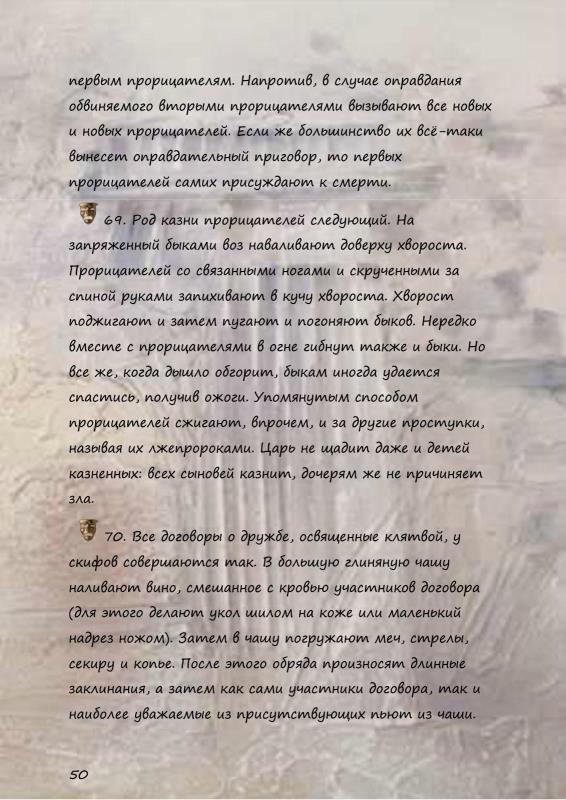 первым прорицателям. Напротив, в случае оправдания
обвиняемого вторыми прорицателями вызывают все новых
и новых прорицателей. Если же большинство их всё-таки
вынесет оправдательный приговор, то первых
прорицателей самих присуждают к смерти.
69. Род казни прорицателей следующий. На
запряженный быками воз наваливают доверху хвороста.
Прорицателей со связанными ногами и скрученными за
спиной руками запихивают в кучу хвороста. Хворост
поджигают и затем пугают и погоняют быков. Нередко
вместе с прорицателями в огне гибнут также и быки. Но
все же, когда дышло обгорит, быкам иногда удается
спастись, получив ожоги. Упомянутым способом
прорицателей сжигают, впрочем, и за другие проступки,
называя их лжепророками. Царь не щадит даже и детей
казненных: всех сыновей казнит, дочерям же не причиняет
зла.
70. Все договоры о дружбе, освященные клятвой, у
скифов совершаются так. В большую глиняную чашу
наливают вино, смешанное с кровью участников договора
(для этого делают укол шилом на коже или маленький
надрез ножом). Затем в чашу погружают меч, стрелы,
секиру и копье. После этого обряда произносят длинные
заклинания, а затем как сами участники договора, так и
наиболее уважаемые из присутствующих пьют из чаши.
50